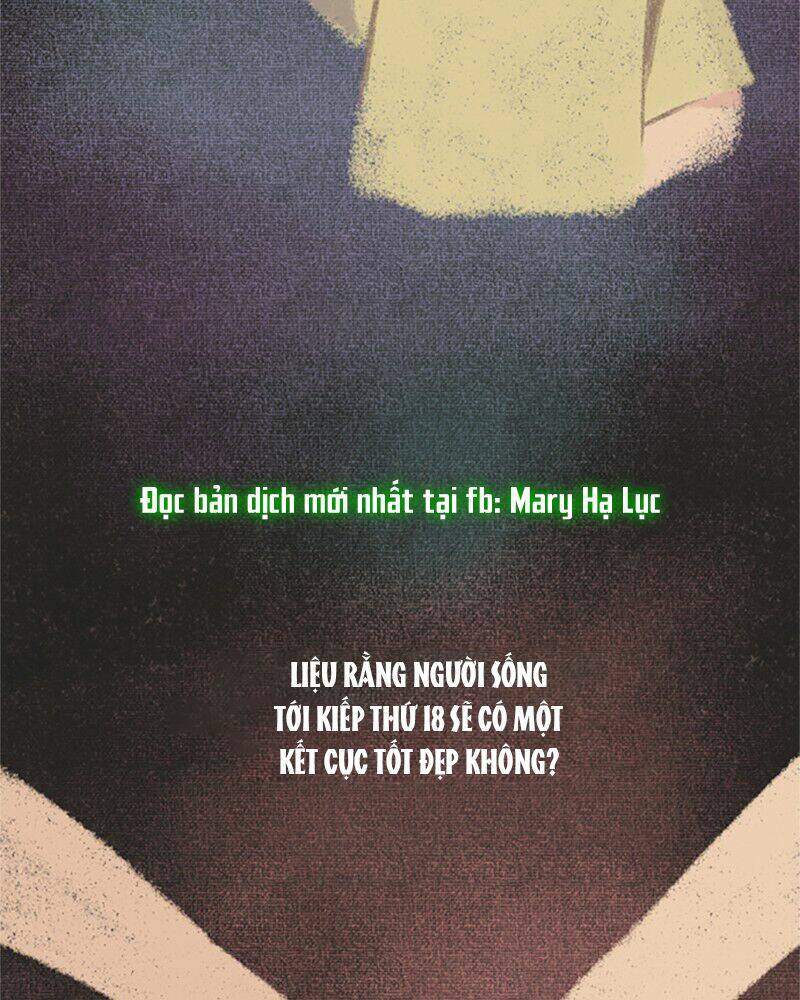 Đọc bản dịch mới nhất tại fb: Mary Hạ Lục
LIỆU RẰNG NGƯỜI SỐNG
TỚI KIẾP THỨ 18 SẼ CÓ MỘT
KẾT CỤC TỐT ĐẸP KHÔNG?